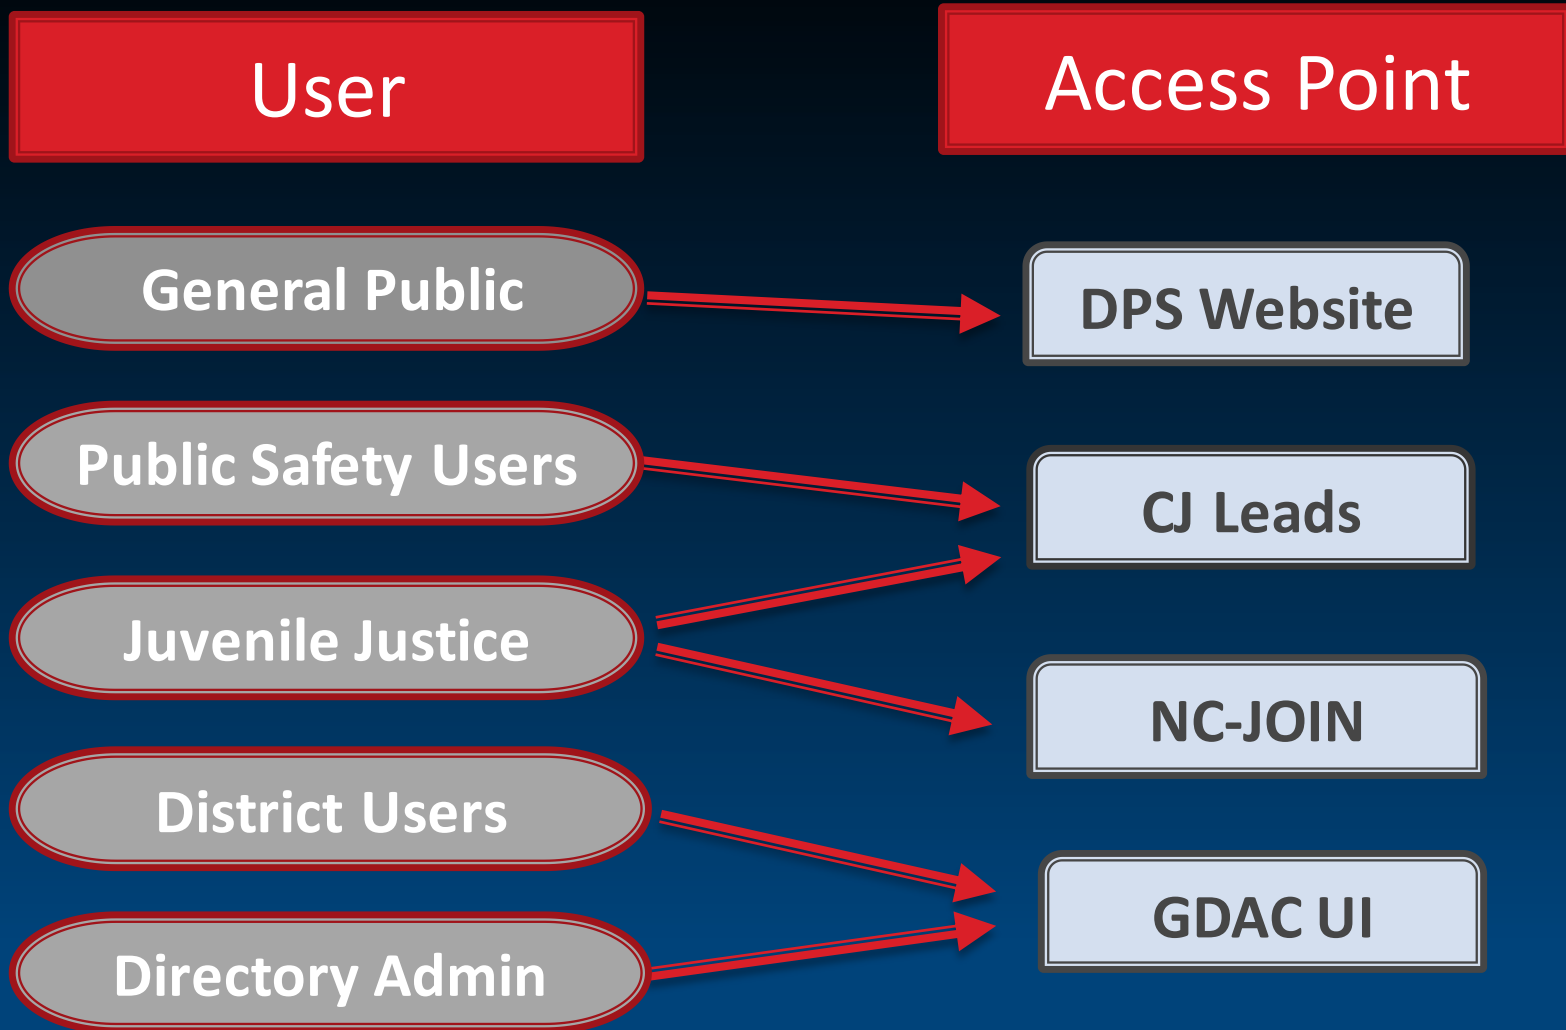 User
Access Point
General Public
DPS Website
Public Safety Users
CJ Leads
Juvenile Justice
NC-JOIN
District Users
GDAC UI
Directory Admin